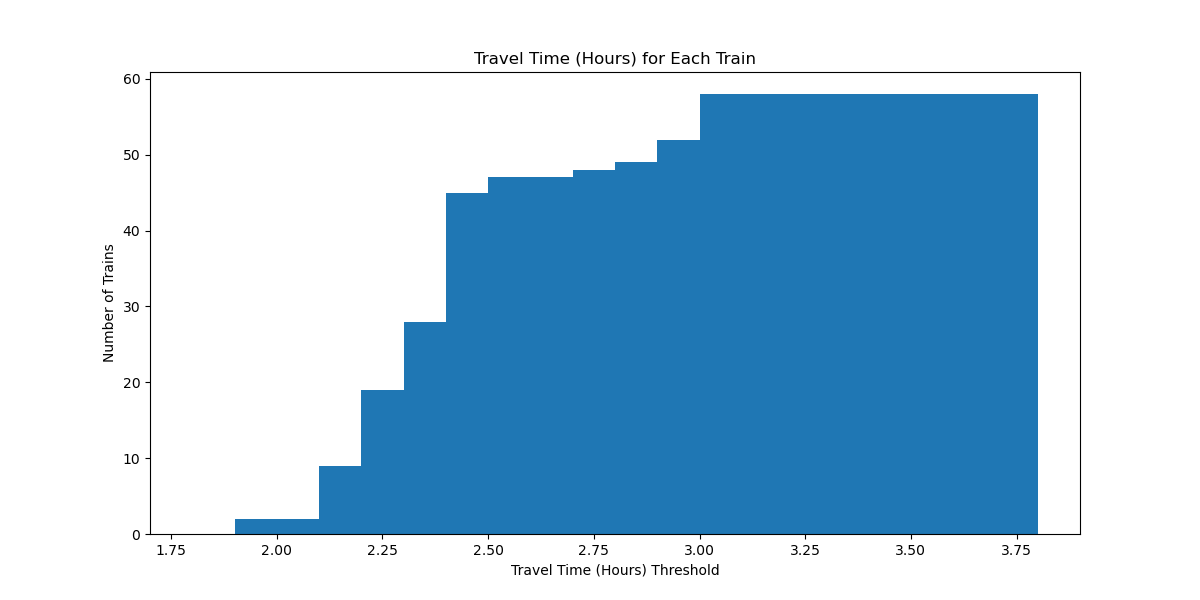 Travel Time (Hours) for Each Train
60
50
40
30
20
10
0
Number of Trains
1.75 2.00 2.25 2.50 2.75 3.00 3.25 3.50 3.75
Travel Time (Hours) Threshold